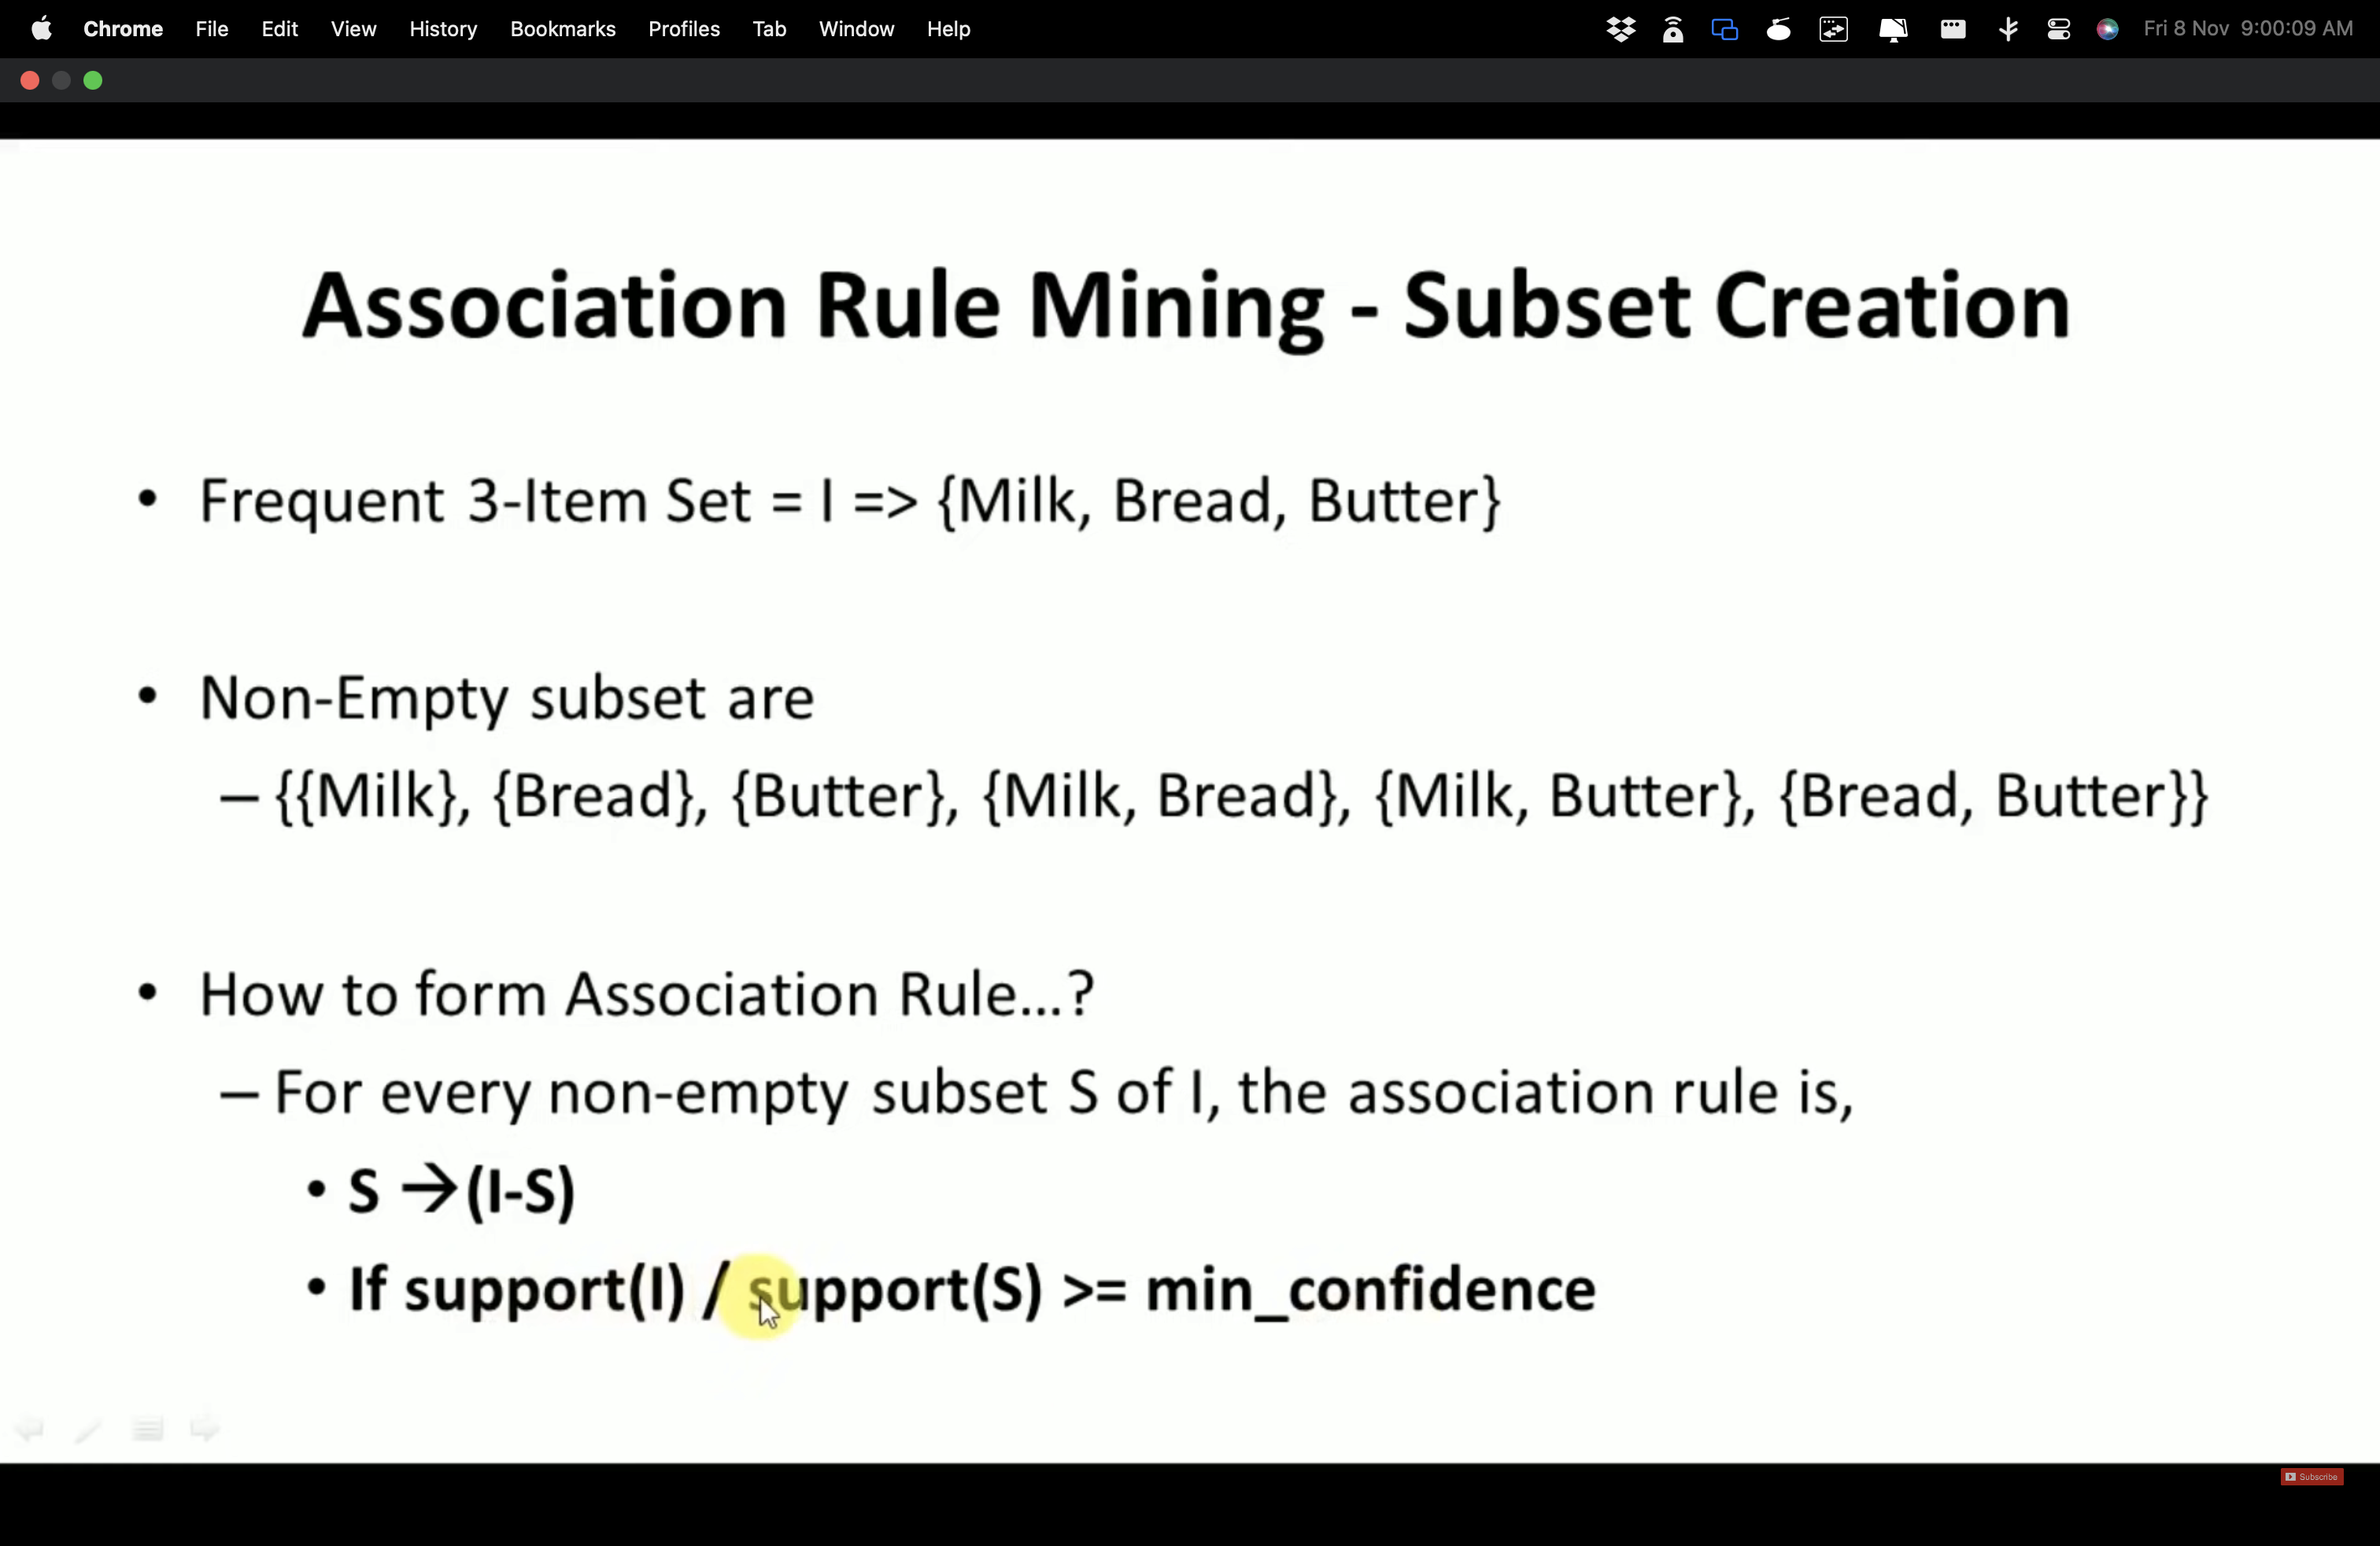 Chrome File Edit View History Bookmarks Profiles Tab Window Help Fri 8 Nov 9:00:09 AM
Association Rule Mining - Subset Creation
• Frequent 3-Item Set = I => {Milk, Bread, Butter}
• Non-Empty subset are
– {{Milk}, {Bread}, {Butter}, {Milk, Bread}, {Milk, Butter}, {Bread, Butter}}
• How to form Association Rule...?
– For every non-empty subset S of I, the association rule is,
• S →(I-S)
• If support(I) / support(S) >= min_confidence
Subscribe